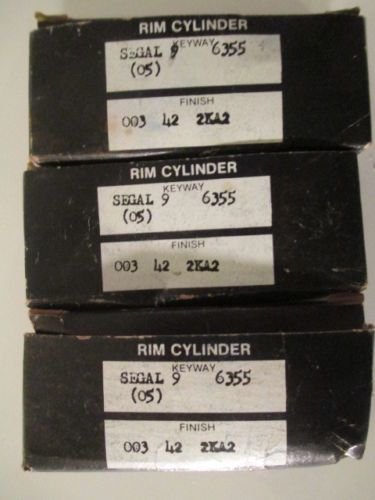 RIM CYLINDER
KEYWAY
SEGAL 9 6355
(05)
FINISH
003 42 2KA2
RIM CYLINDER
KEYWAY
SEGAL 9 6355
(05)
FINISH
003 42 2KA2
RIM CYLINDER
KEYWAY
SEGAL 9 6355
(05)
FINISH
003 42 2KA2